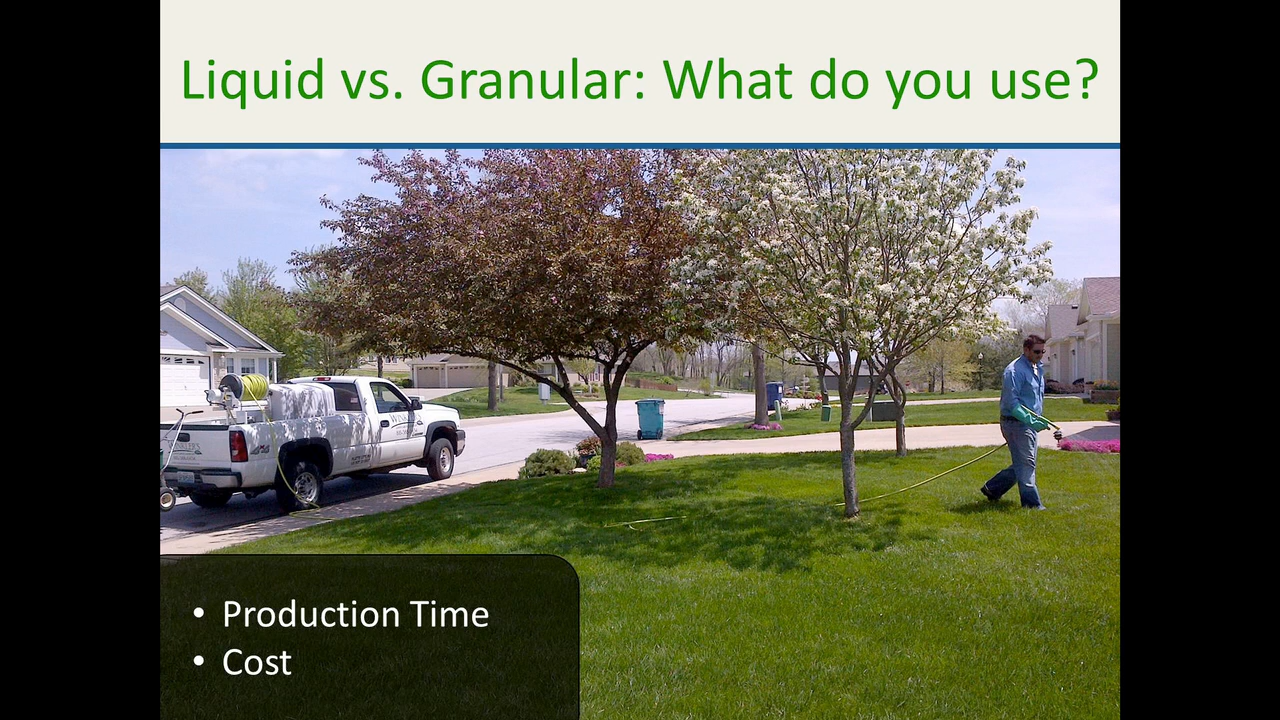 Liquid vs. Granular: What do you use?
• Production Time
• Cost